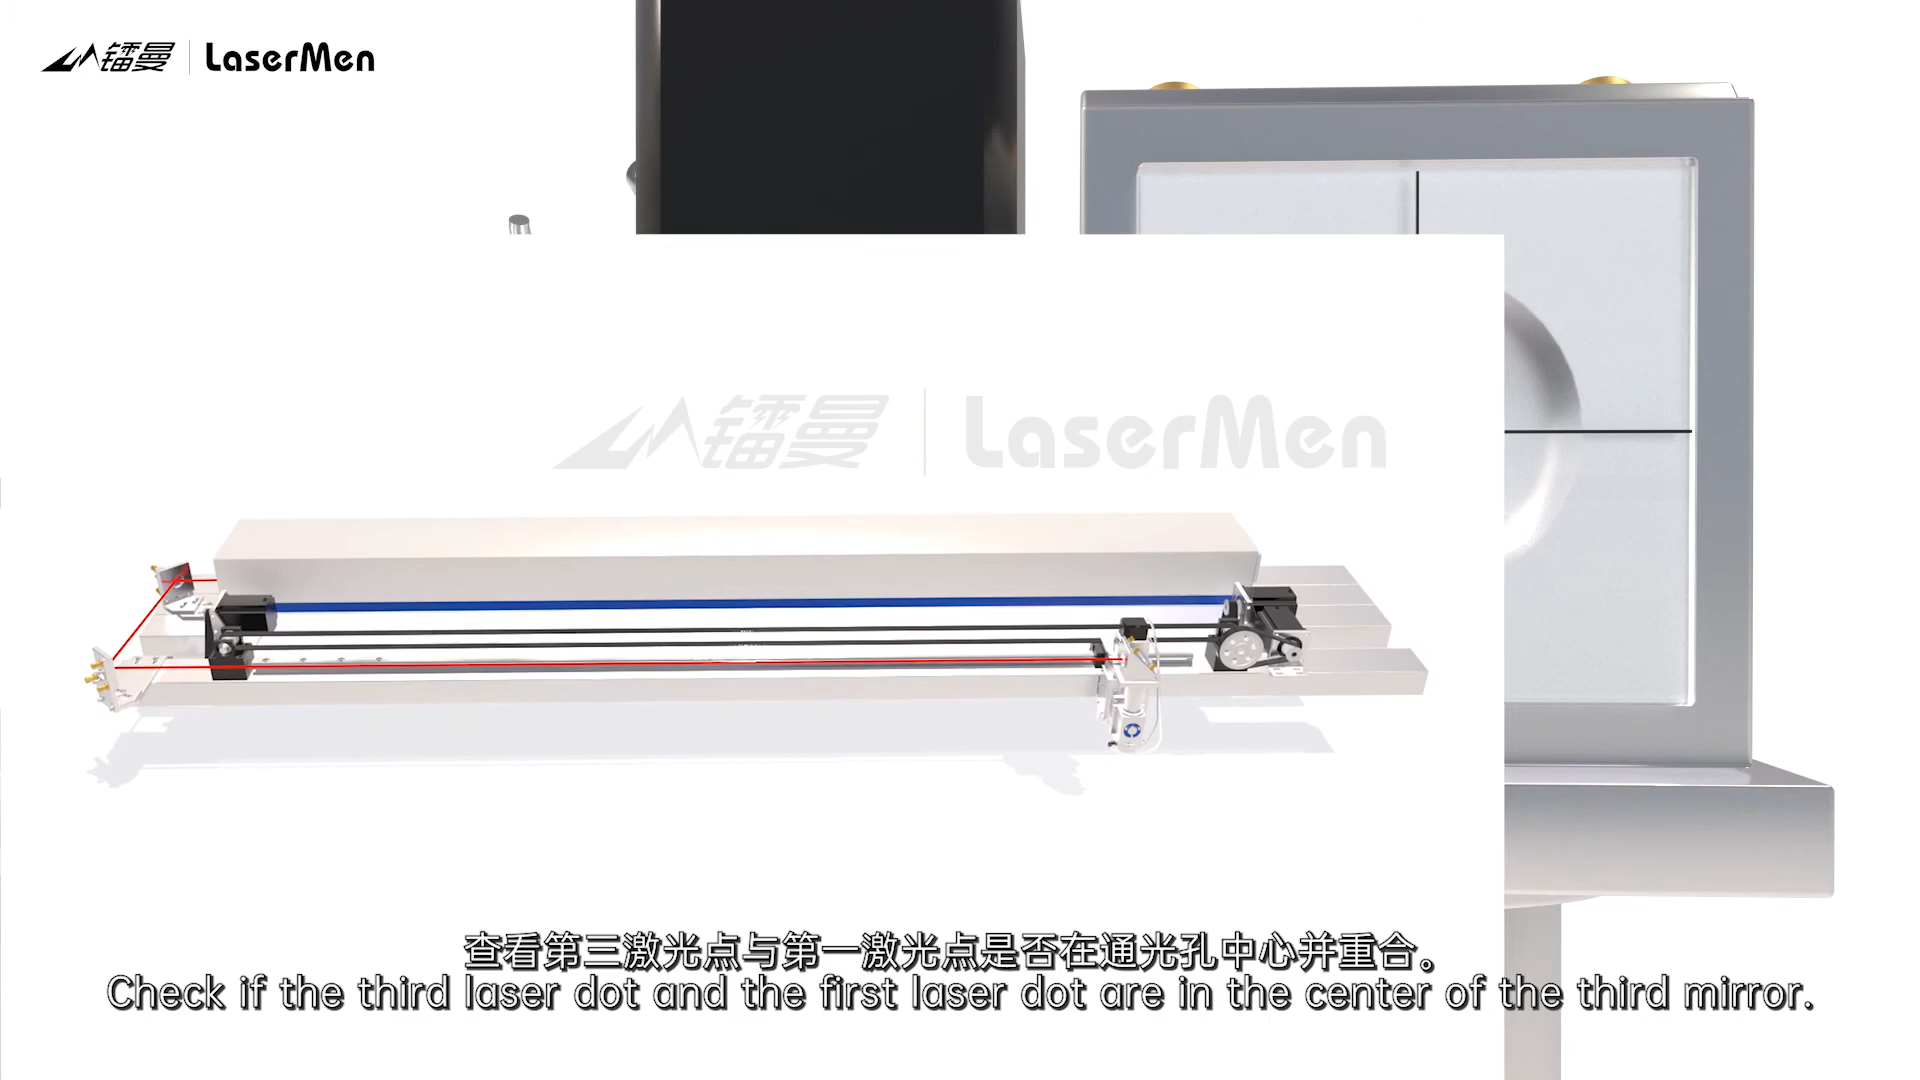 镭曼 LaserMen
镭曼 LaserMen
查看第三激光点与第一激光点是否在通光孔中心并重合。
Check if the third laser dot and the first laser dot are in the center of the third mirror.